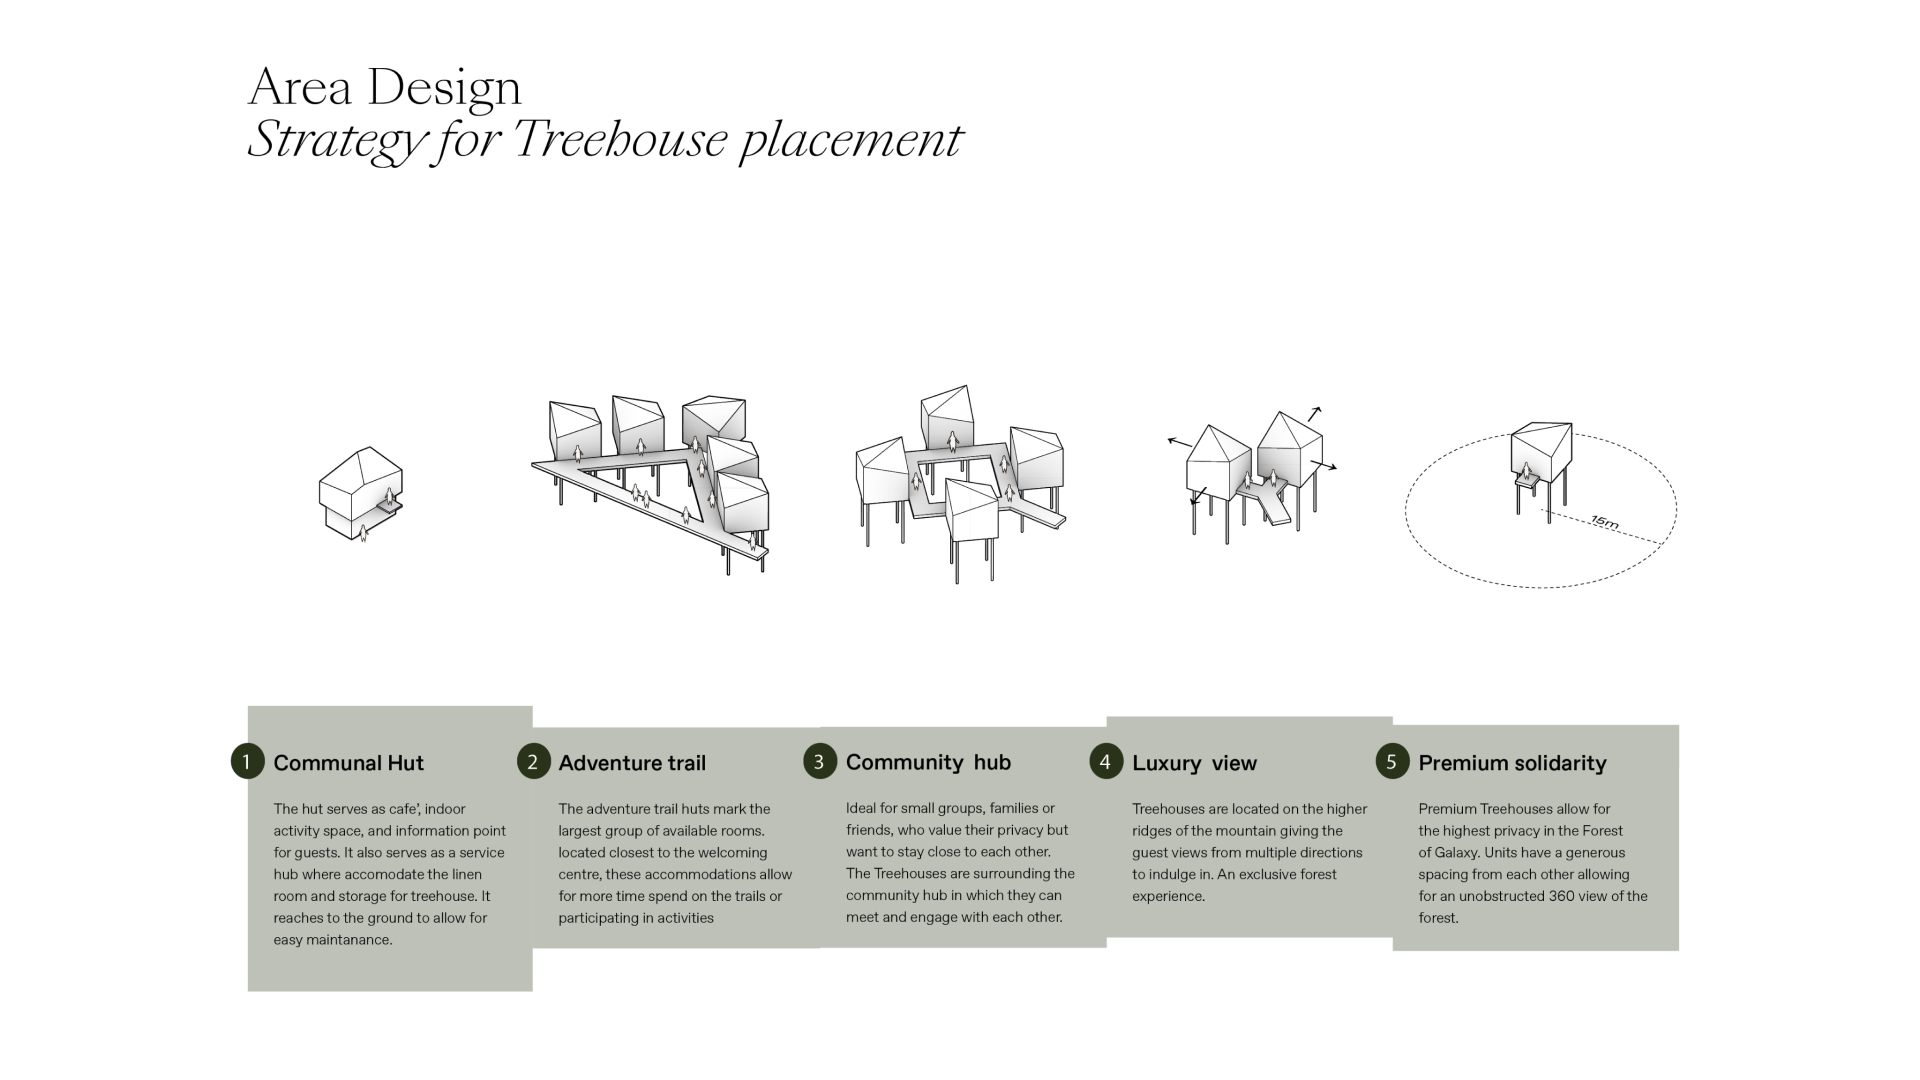 Area Design
Strategy for Treehouse placement
15m
1 Communal Hut
The hut serves as cafe', indoor
activity space, and information point
for guests. It also serves as a service
hub where accomodate the linen
room and storage for treehouse. It
reaches to the ground to allow for
easy maintanance.
2 Adventure trail
The adventure trail huts mark the
largest group of available rooms.
located closest to the welcoming
centre, these accommodations allow
for more time spend on the trails or
participating in activities
3 Community hub
Ideal for small groups, families or
friends, who value their privacy but
want to stay close to each other.
The Treehouses are surrounding the
community hub in which they can
meet and engage with each other.
4 Luxury view
Treehouses are located on the higher
ridges of the mountain giving the
guest views from multiple directions
to indulge in. An exclusive forest
experience.
5 Premium solidarity
Premium Treehouses allow for
the highest privacy in the Forest
of Galaxy. Units have a generous
spacing from each other allowing
for an unobstructed 360 view of the
forest.